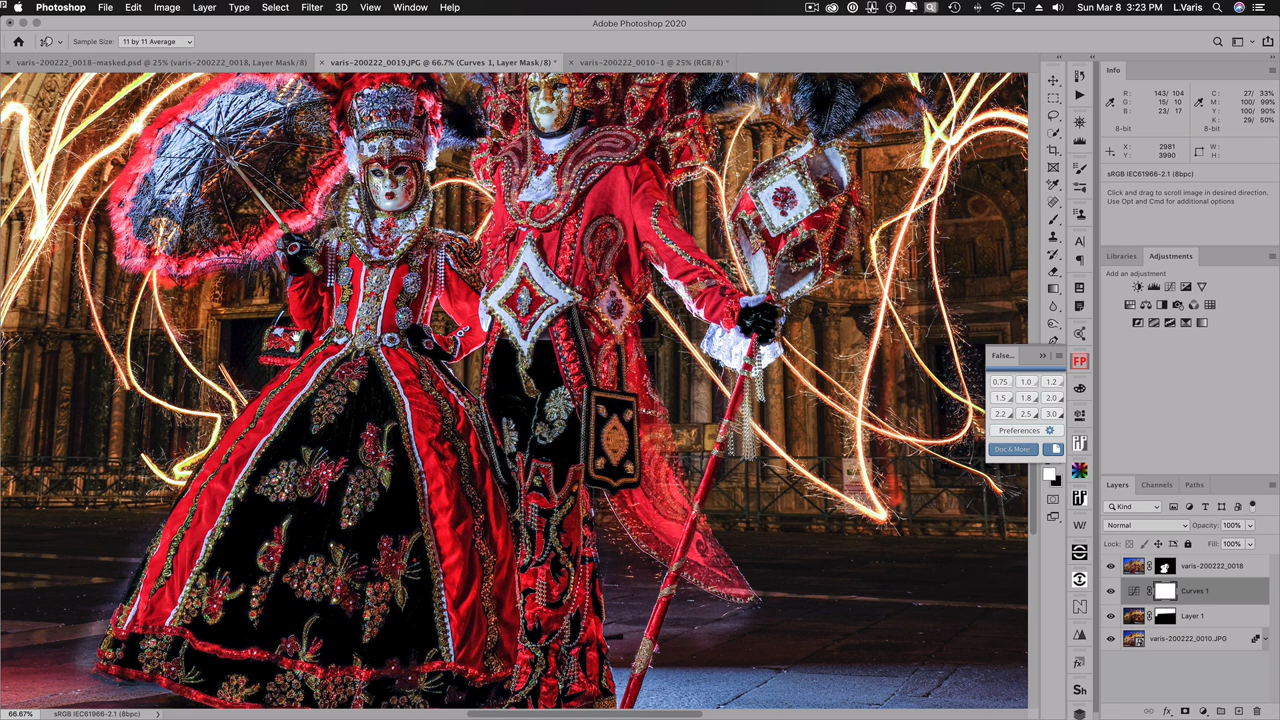 Photoshop File Edit Image Layer Type Select Filter 3D View Window Help Sun Mar 8 3:23 PM L.Varis
Adobe Photoshop 2020
Sample Size: 11 by 11 Average
× varis-200222_0018-masked.psd @ 25% (varis-200222_0018, Layer Mask/8) × varis-200222_0019.JPG @ 66.7% (Curves 1, Layer Mask/8) * × varis-200222_0010-1 @ 25% (RGB/8) *
Info
R: 143/ 104 C: 27/ 33%
G: 15/ 10 M: 100/ 99%
B: 23/ 17 Y: 100/ 90%
K: 29/ 50%
8-bit 8-bit
X: 2981 W:
Y: 3990 H:
sRGB IEC61966-2.1 (8bpc)
Click and drag to scroll image in desired direction.
Use Opt and Cmd for additional options
Libraries Adjustments
Add an adjustment
False...
0.75 1.0 1.2
1.5 1.8 2.0
2.2 2.5 3.0
Preferences
Doc & More
FP
W!
Sh
Layers Channels Paths
Kind
Normal Opacity: 100%
Lock: Fill: 100%
varis-200222_0018
Curves 1
Layer 1
varis-200222_0010.JPG
fx
66.67% sRGB IEC61966-2.1 (8bpc)